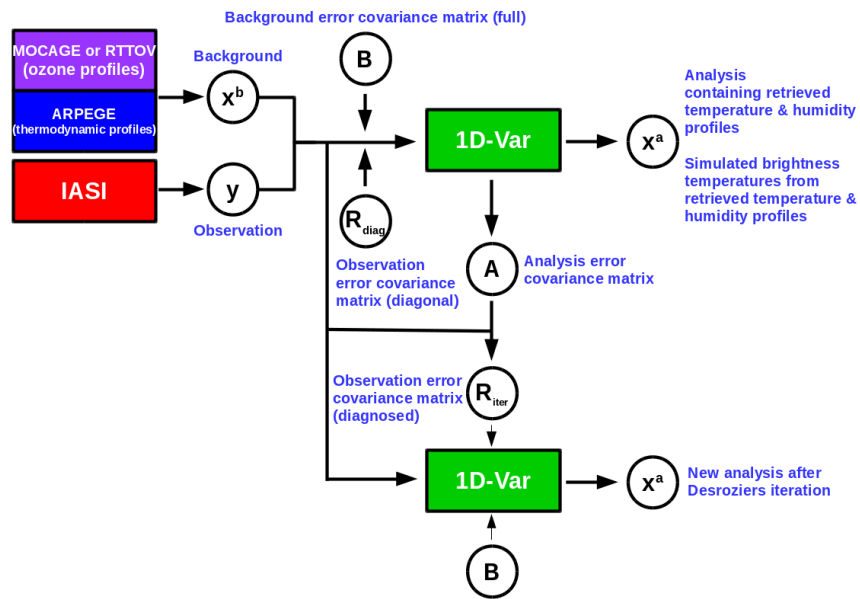 Background error covariance matrix (full)
MOCAGE or RTTOV
(ozone profiles)
Background
B
x^b
ARPEGE
(thermodynamic profiles)
IASI
y
Observation
R_diag
Observation
error covariance
matrix (diagonal)
1D-Var
x^a
Analysis
containing retrieved
temperature & humidity
profiles
Simulated brightness
temperatures from
retrieved temperature &
humidity profiles
A
Analysis error
covariance matrix
Observation error
covariance matrix
(diagnosed)
R_iter
1D-Var
x^a
New analysis after
Desroziers iteration
B